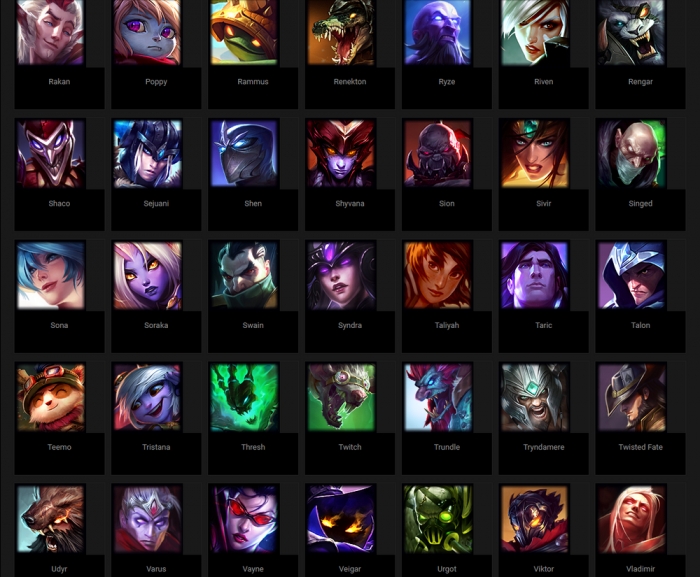 Rakan Poppy Rammus Renekton Ryze Riven Rengar
Shaco Sejuani Shen Shyvana Sion Sivir Singed
Sona Soraka Swain Syndra Taliyah Taric Talon
Teemo Tristana Thresh Twitch Trundle Tryndamere Twisted Fate
Udyr Varus Vayne Veigar Urgot Viktor Vladimir